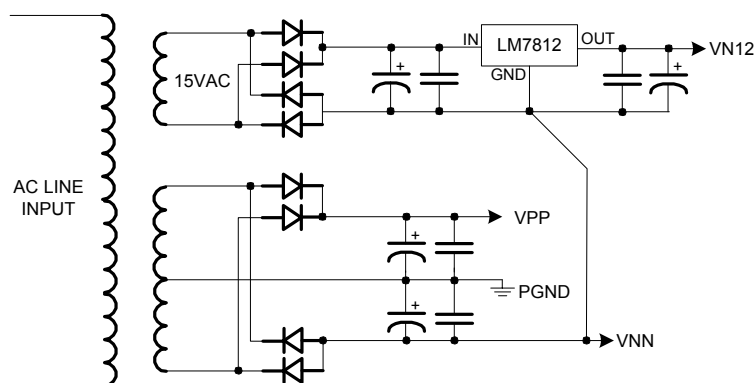 IN
LM7812
OUT
GND
VN12
15VAC
+
+
AC LINE
INPUT
VPP
+
PGND
+
VNN